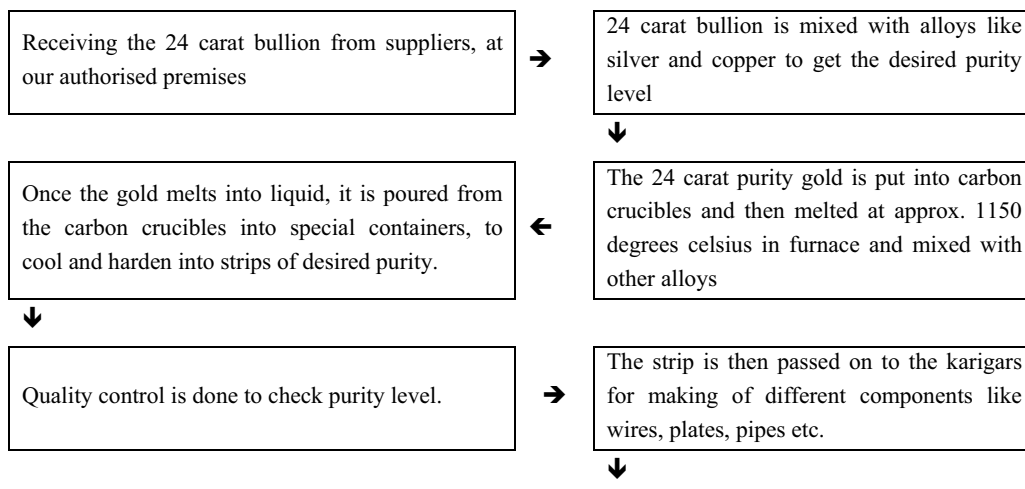 Receiving the 24 carat bullion from suppliers, at
our authorised premises
➔
24 carat bullion is mixed with alloys like
silver and copper to get the desired purity
level
🡻
Once the gold melts into liquid, it is poured from
the carbon crucibles into special containers, to
cool and harden into strips of desired purity.
🡸
The 24 carat purity gold is put into carbon
crucibles and then melted at approx. 1150
degrees celsius in furnace and mixed with
other alloys
🡻
Quality control is done to check purity level.
➔
The strip is then passed on to the karigars
for making of different components like
wires, plates, pipes etc.
🡻